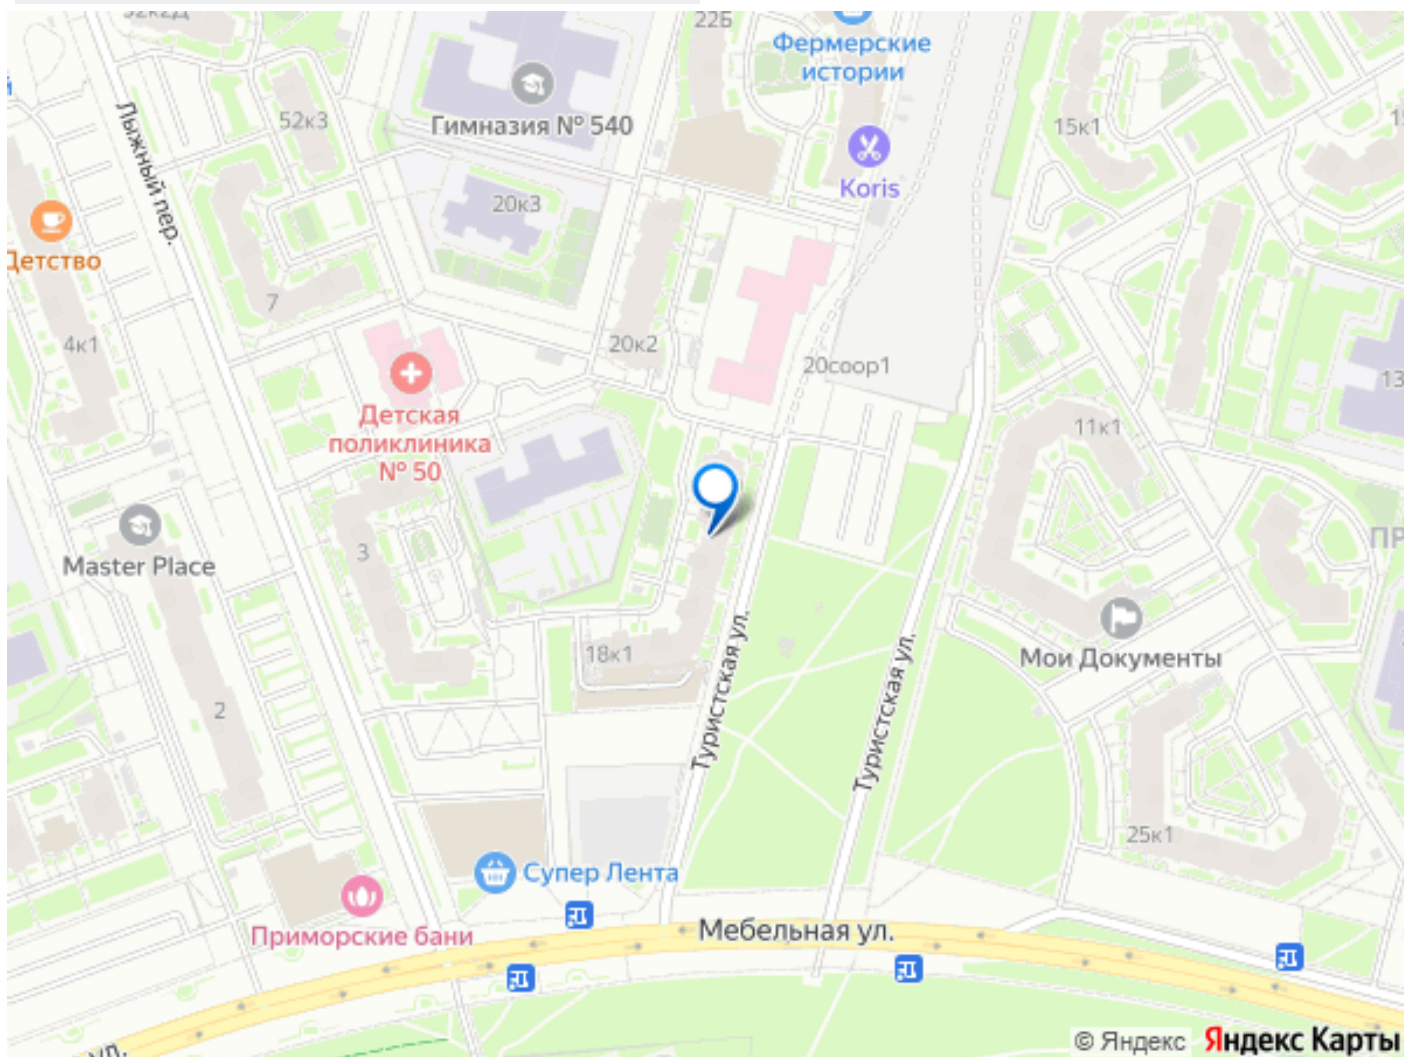 52к2Д
22Б
Фермерские
истории
Лыжный пер.
52к3
Гимназия № 540
15к1
Koris
20к3
Детство
7
4к1
20к2
20соор1
13
Детская
поликлиника
№ 50
11к1
Master Place
3
ПР
18к1
Мои Документы
Туристская ул.
Туристская ул.
2
25к1
Супер Лента
Приморские бани
Мебельная ул.
ул.
© Яндекс Яндекс Карты